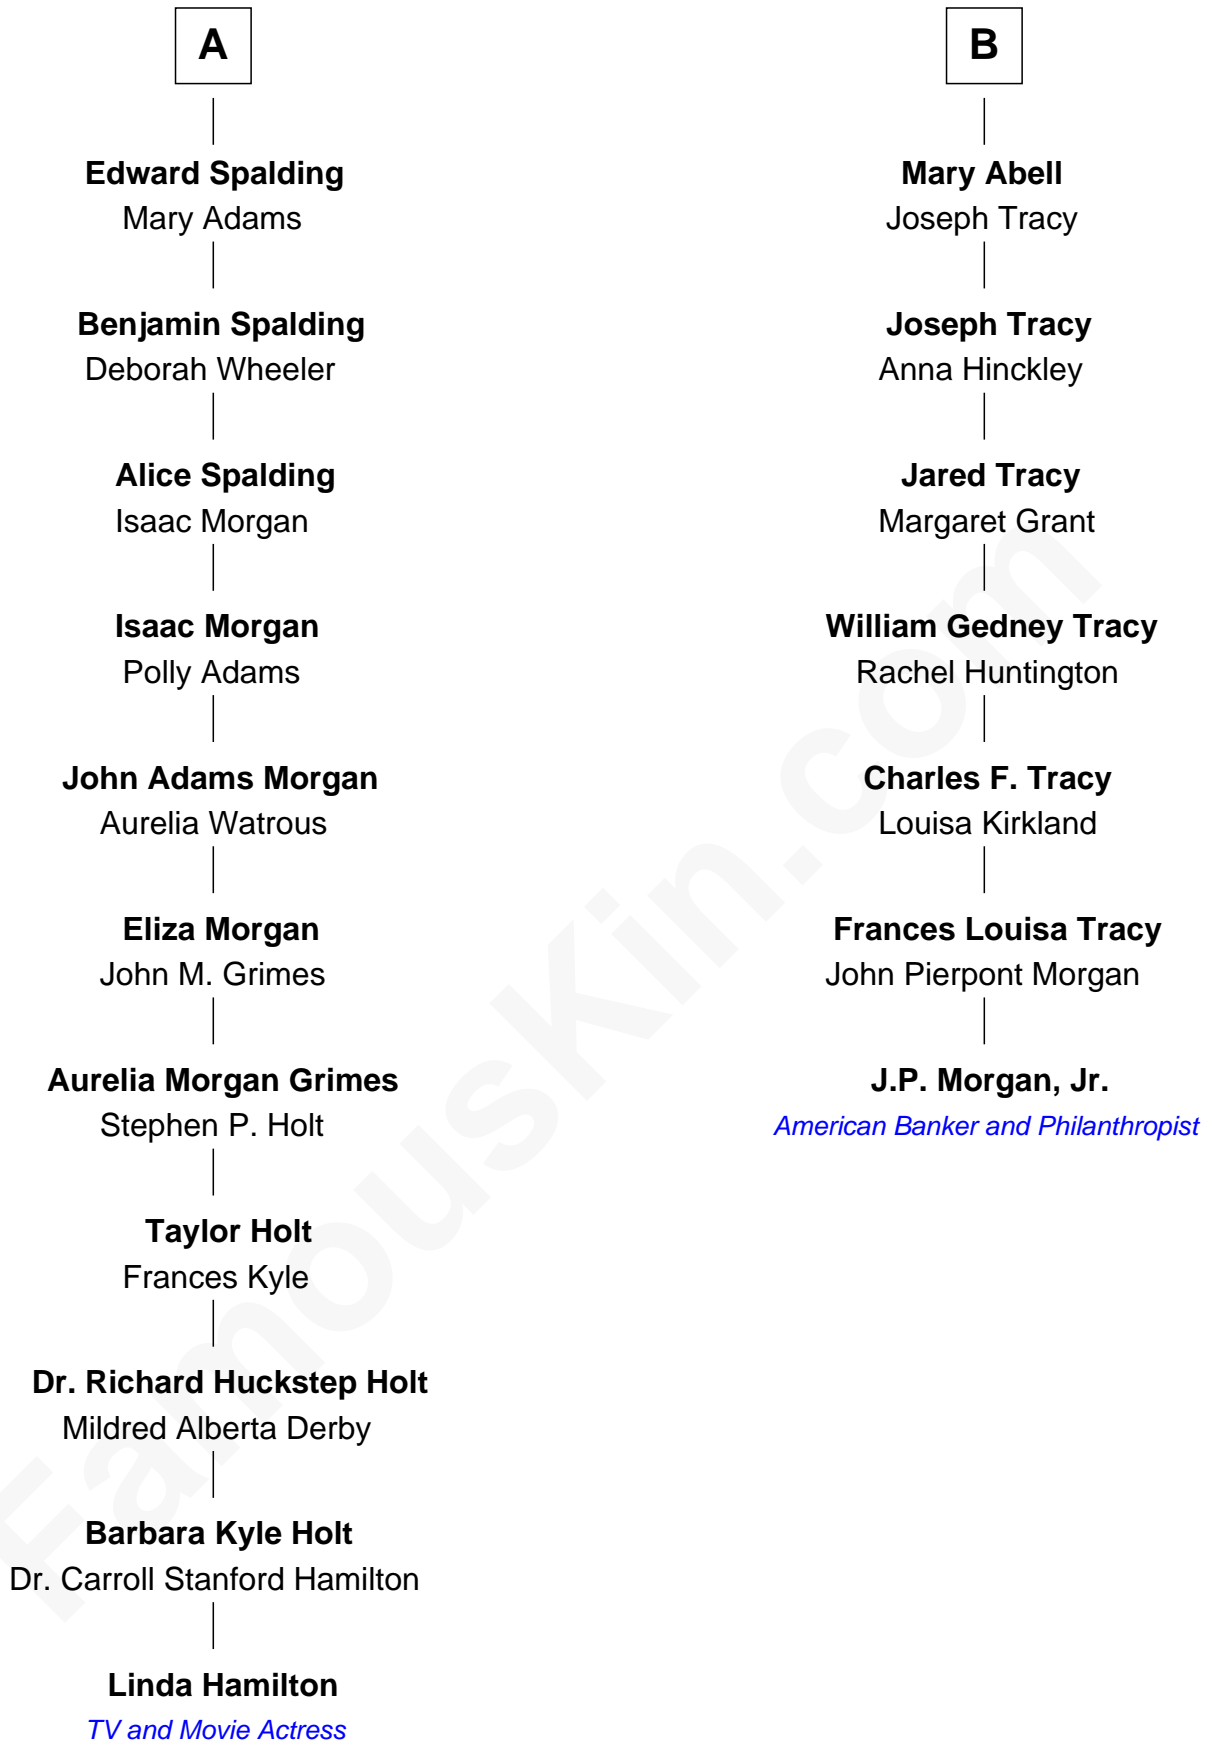 A
Edward Spalding
Mary Adams
Benjamin Spalding
Deborah Wheeler
Alice Spalding
Isaac Morgan
Isaac Morgan
Polly Adams
John Adams Morgan
Aurelia Watrous
Eliza Morgan
John M. Grimes
Aurelia Morgan Grimes
Stephen P. Holt
Taylor Holt
Frances Kyle
Dr. Richard Huckstep Holt
Mildred Alberta Derby
Barbara Kyle Holt
Dr. Carroll Stanford Hamilton
Linda Hamilton
TV and Movie Actress
B
Mary Abell
Joseph Tracy
Joseph Tracy
Anna Hinckley
Jared Tracy
Margaret Grant
William Gedney Tracy
Rachel Huntington
Charles F. Tracy
Louisa Kirkland
Frances Louisa Tracy
John Pierpont Morgan
J.P. Morgan, Jr.
American Banker and Philanthropist
FamousKin.com